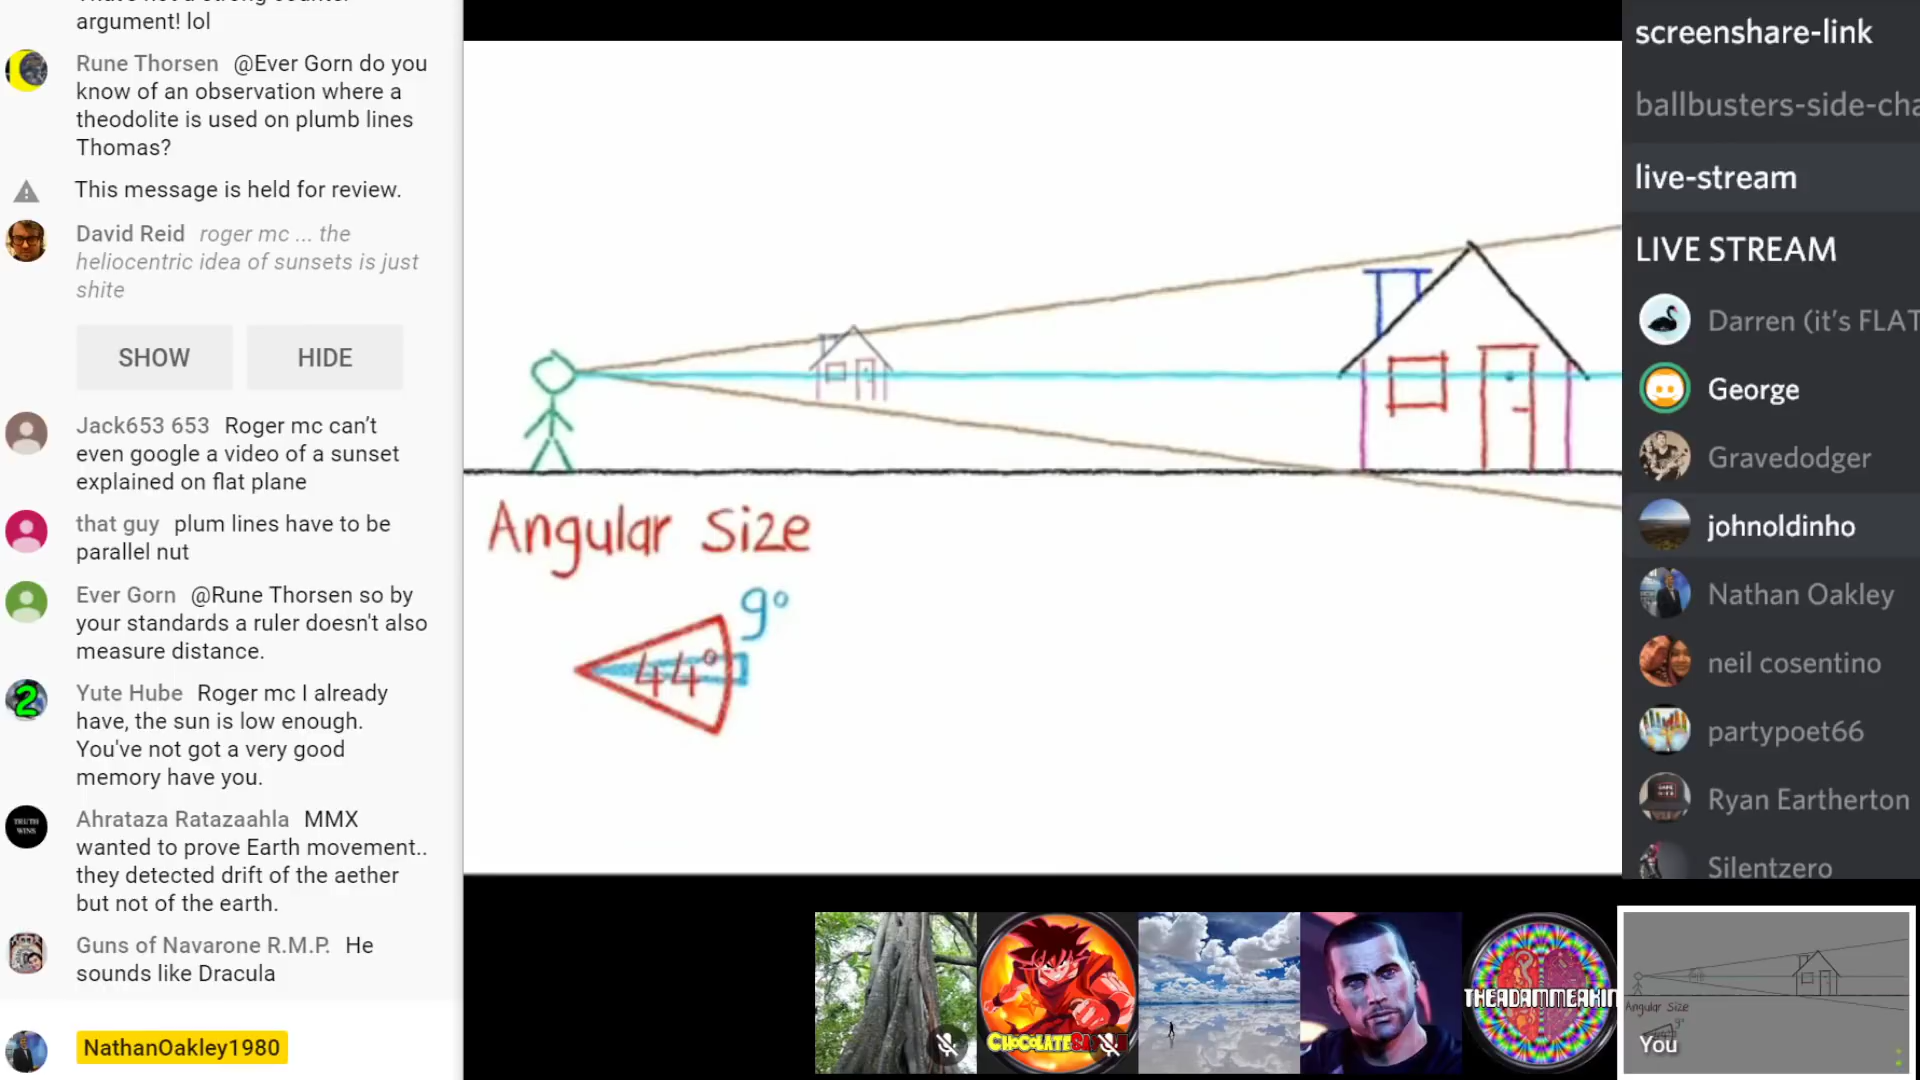 argument! lol
Rune Thorsen @Ever Gorn do you
know of an observation where a
theodolite is used on plumb lines
Thomas?
This message is held for review.
David Reid roger mc ... the
heliocentric idea of sunsets is just
shite
SHOW HIDE
Jack653 653 Roger mc can't
even google a video of a sunset
explained on flat plane
that guy plum lines have to be
parallel nut
Ever Gorn @Rune Thorsen so by
your standards a ruler doesn't also
measure distance.
Yute Hube Roger mc I already
have, the sun is low enough.
You've not got a very good
memory have you.
Ahrataza Ratazaahla MMX
wanted to prove Earth movement..
they detected drift of the aether
but not of the earth.
Guns of Navarone R.M.P. He
sounds like Dracula
NathanOakley1980
TRUTH
WINS
2
Angular Size
9°
44°
screenshare-link
ballbusters-side-cha
live-stream
LIVE STREAM
Darren (it's FLAT
George
Gravedodger
johnoldinho
Nathan Oakley
neil cosentino
partypoet66
Ryan Eartherton
Silentzero
THEADAMMEAKIN
Angular Size
9°
You